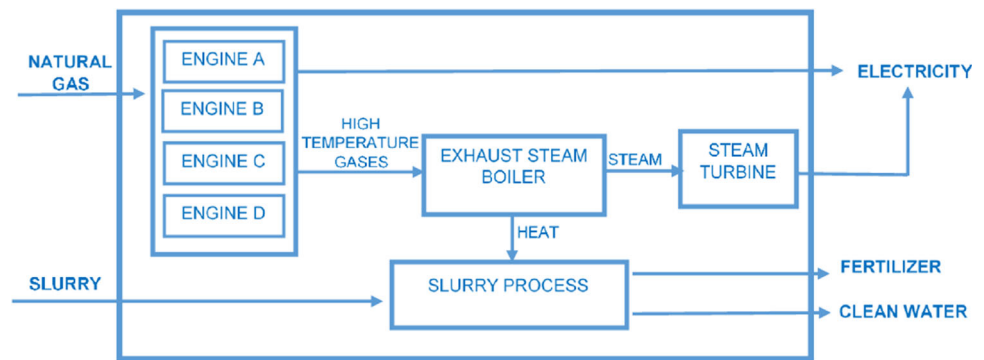 NATURAL
GAS
ENGINE A
ENGINE B
ENGINE C
ENGINE D
HIGH
TEMPERATURE
GASES
EXHAUST STEAM
BOILER
STEAM
STEAM
TURBINE
ELECTRICITY
HEAT
SLURRY
SLURRY PROCESS
FERTILIZER
CLEAN WATER